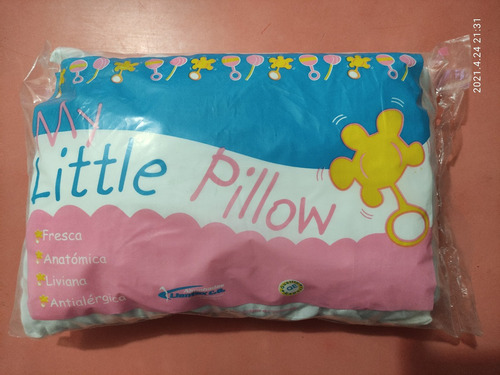 My
Little Pillow
Fresca
Anatómica
Liviana
Antialérgica
2021.4.24 21:31